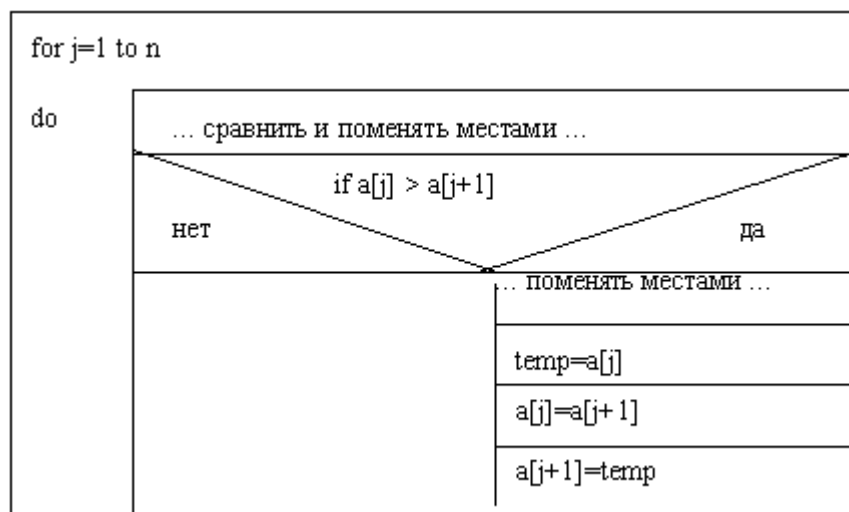 for j=1 to n
do
... сравнить и поменять местами ...
if a[j] > a[j+1]
нет
да
... поменять местами ...
temp=a[j]
a[j]=a[j+1]
a[j+1]=temp